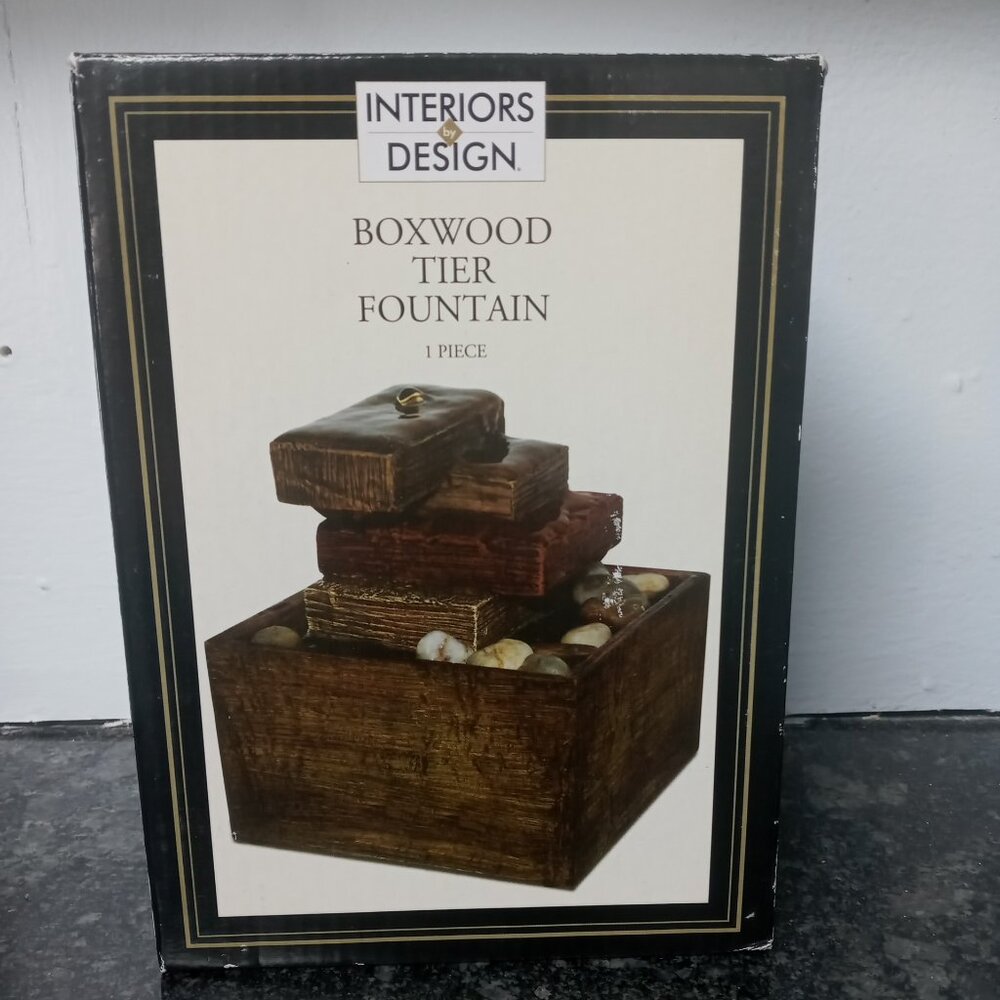 INTERIORS
by
DESIGN.
BOXWOOD
TIER
FOUNTAIN
1 PIECE